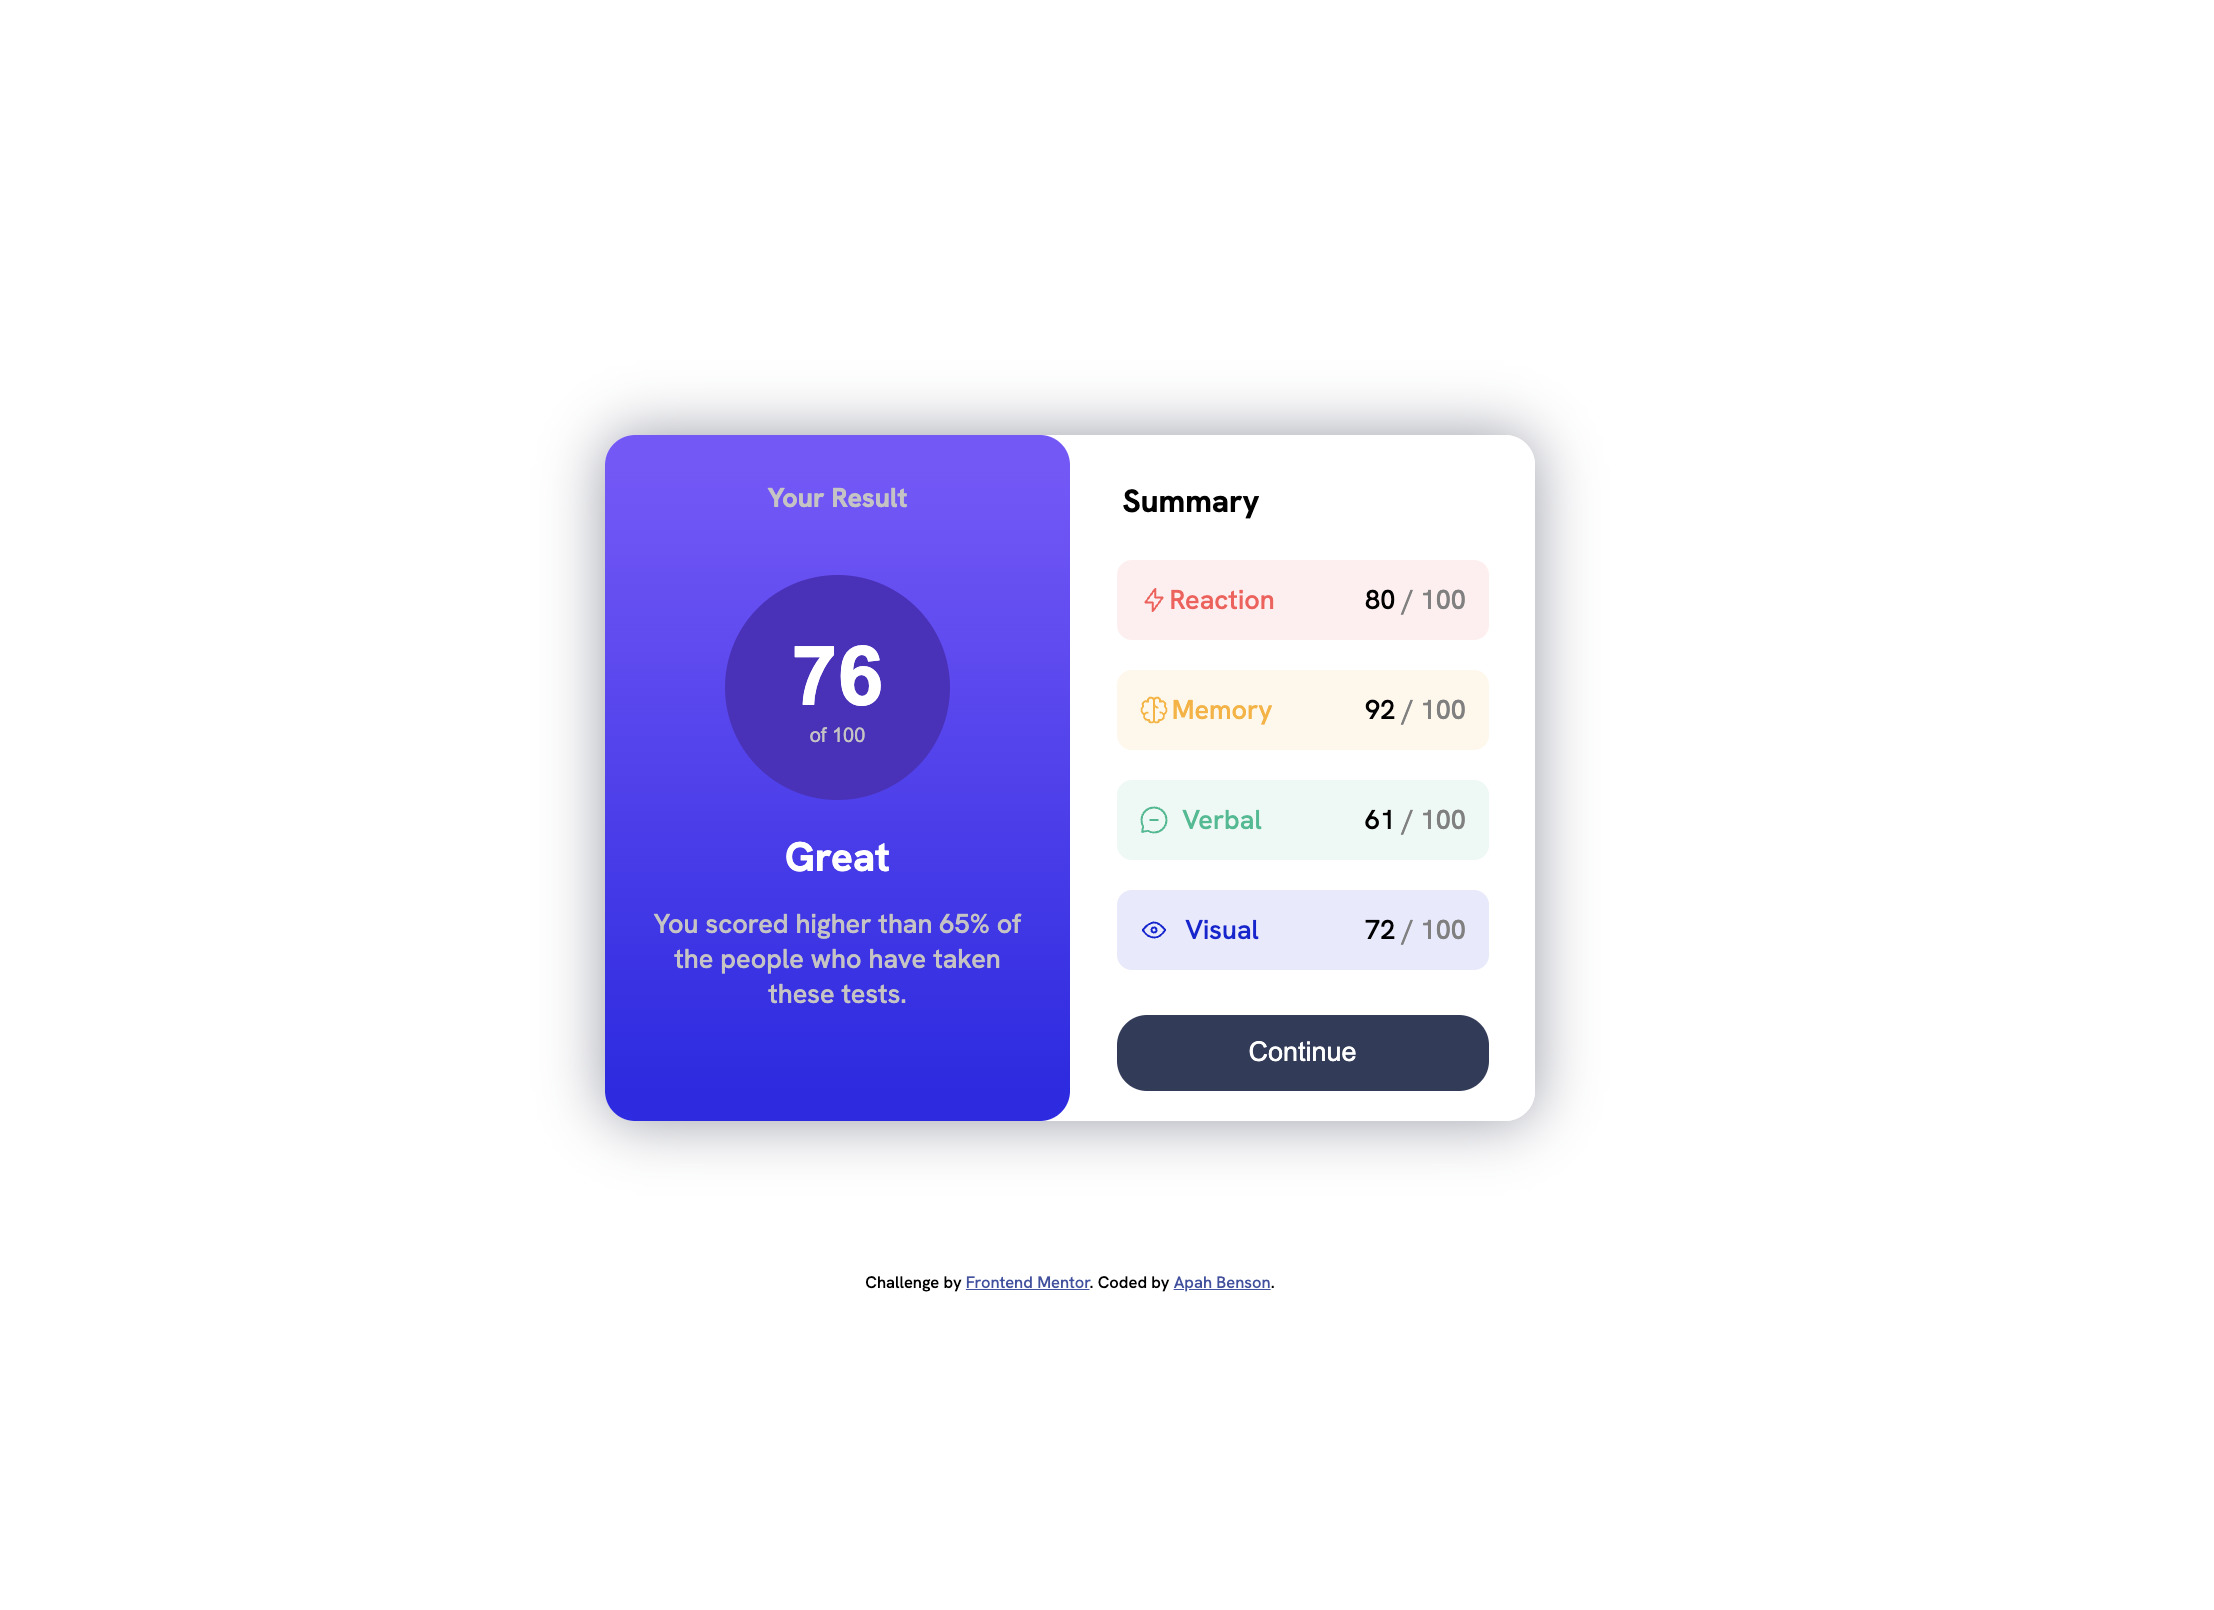 Your Result
76
of 100
Great
You scored higher than 65% of
the people who have taken
these tests.
Summary
Reaction 80 / 100
Memory 92 / 100
Verbal 61 / 100
Visual 72 / 100
Continue
Challenge by Frontend Mentor. Coded by Apah Benson.